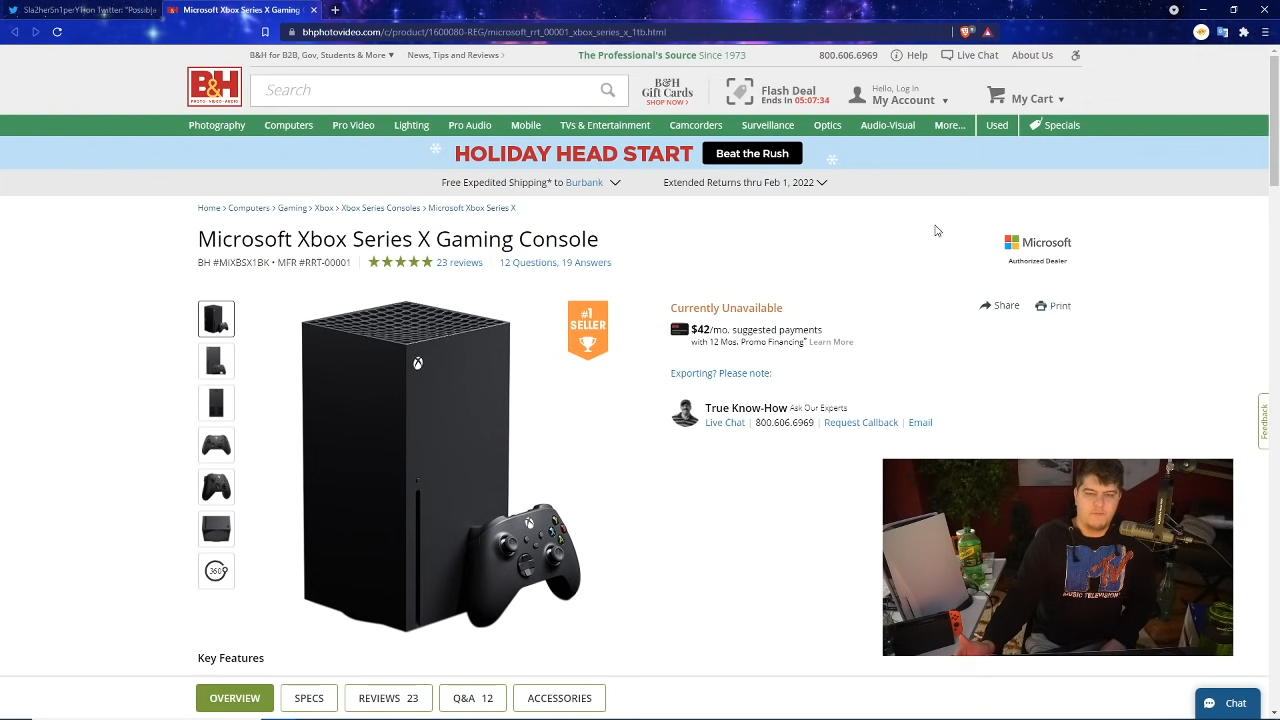 Sla2herSn1perY1 on Twitter: "Possible
Microsoft Xbox Series X Gaming
bhphotovideo.com/c/product/1600080-REG/microsoft_rrt_00001_xbox_series_x_1tb.html
B&H for B2B, Gov, Students & More
News, Tips and Reviews
The Professional's Source Since 1973
800.606.6969
Help
Live Chat
About Us
B&H
PHOTO · VIDEO · AUDIO
Search
B&H
Gift Cards
SHOP NOW
Flash Deal
Ends In 05:07:34
Hello, Log In
My Account
My Cart
Photography Computers Pro Video Lighting Pro Audio Mobile TVs & Entertainment Camcorders Surveillance Optics Audio-Visual More... Used Specials
HOLIDAY HEAD START
Beat the Rush
Free Expedited Shipping* to Burbank
Extended Returns thru Feb 1, 2022
Home > Computers > Gaming > Xbox > Xbox Series Consoles > Microsoft Xbox Series X
Microsoft Xbox Series X Gaming Console
BH #MIXBSX1BK • MFR #RRT-00001
23 reviews
12 Questions, 19 Answers
Microsoft
Authorized Dealer
#1
SELLER
Currently Unavailable
Share
Print
$42/mo. suggested payments
with 12 Mos. Promo Financing* Learn More
Exporting? Please note:
True Know-How Ask Our Experts
Live Chat | 800.606.6969 | Request Callback | Email
Feedback
360°
MTV
MUSIC TELEVISION
Key Features
OVERVIEW
SPECS
REVIEWS 23
Q&A 12
ACCESSORIES
Chat